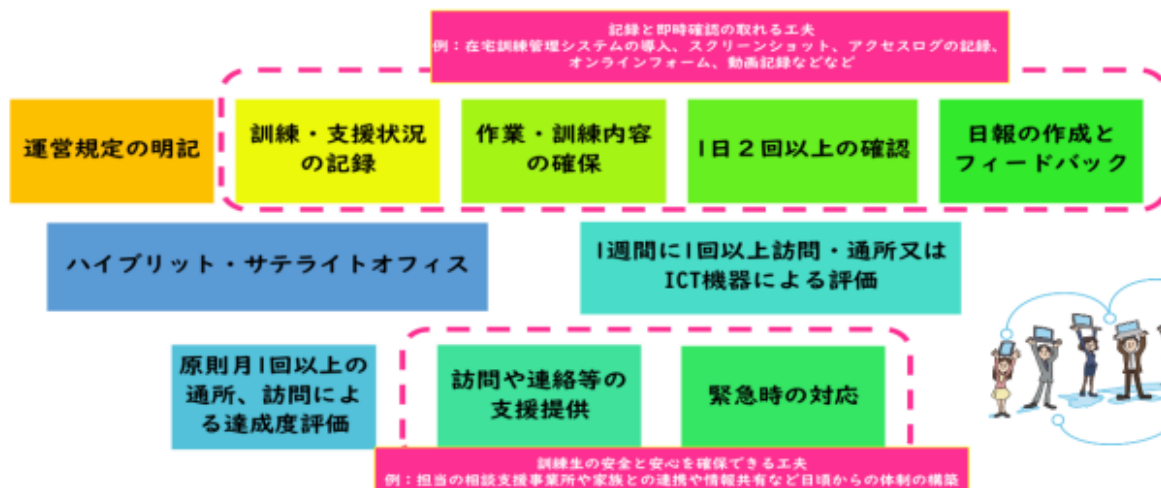 記録と即時確認の取れる工夫
例：在宅訓練管理システムの導入、スクリーンショット、アクセスログの記録、
オンラインフォーム、動画記録などなど
運営規定の明記
訓練・支援状況
の記録
作業・訓練内容
の確保
1日２回以上の確認
日報の作成と
フィードバック
ハイブリット・サテライトオフィス
1週間に1回以上訪問・通所又は
ICT機器による評価
原則月1回以上の
通所、訪問によ
る達成度評価
訪問や連絡等の
支援提供
緊急時の対応
訓練生の安全と安心を確保できる工夫
例：担当の相談支援事業所や家族との連携や情報共有など日頃からの体制の構築